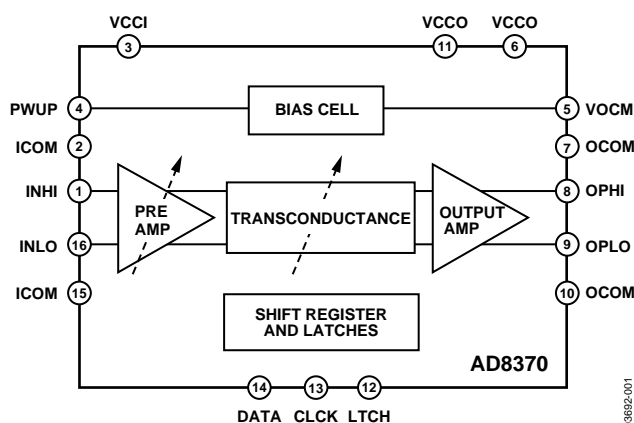 VCCI
VCCO
VCCO
3
11
6
PWUP
4
BIAS CELL
5
VOCM
ICOM
2
7
OCOM
INHI
1
PRE
AMP
TRANSCONDUCTANCE
OUTPUT
AMP
8
OPHI
INLO
16
9
OPLO
ICOM
15
10
OCOM
SHIFT REGISTER
AND LATCHES
AD8370
14
13
12
DATA
CLCK
LTCH
03692-001